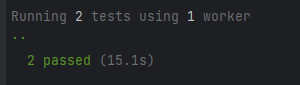 Running 2 tests using 1 worker
··
2 passed (15.1s)